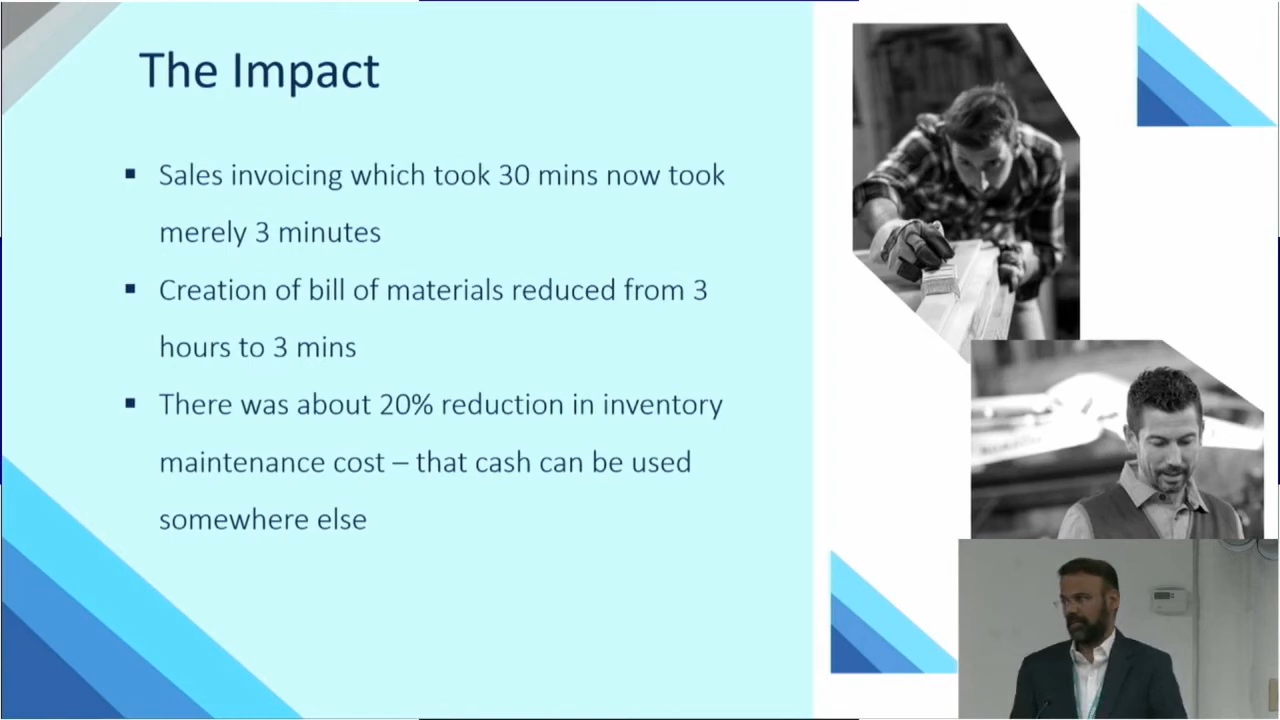 The Impact
Sales invoicing which took 30 mins now took
merely 3 minutes
Creation of bill of materials reduced from 3
hours to 3 mins
There was about 20% reduction in inventory
maintenance cost – that cash can be used
somewhere else